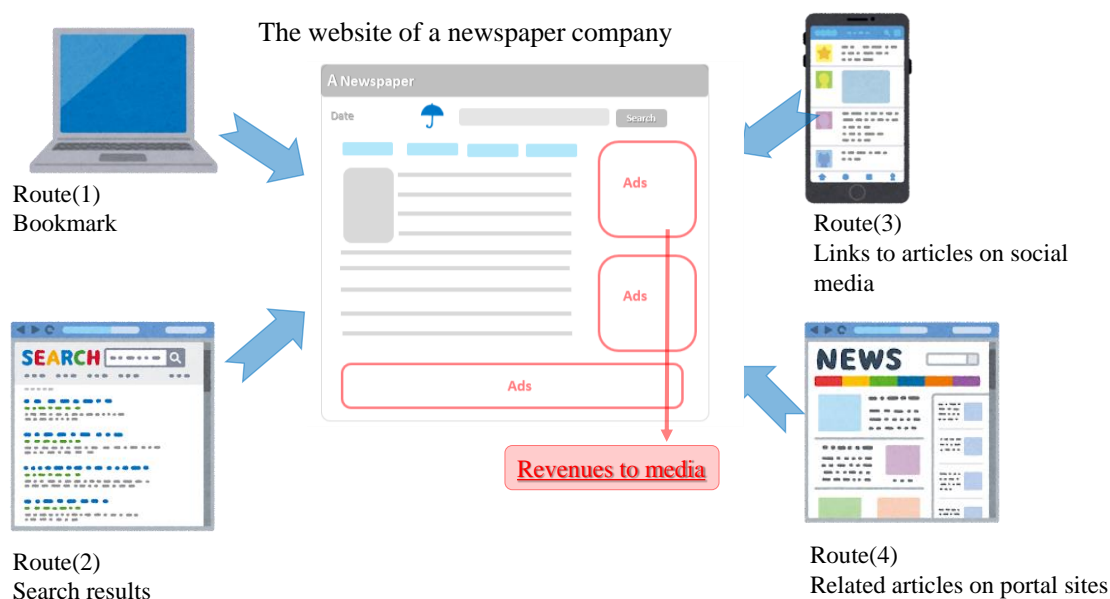 The website of a newspaper company
A Newspaper
Date
Search
Ads
Ads
Ads
Revenues to media
Route(1)
Bookmark
SEARCH
Route(2)
Search results
Route(3)
Links to articles on social
media
NEWS
Route(4)
Related articles on portal sites